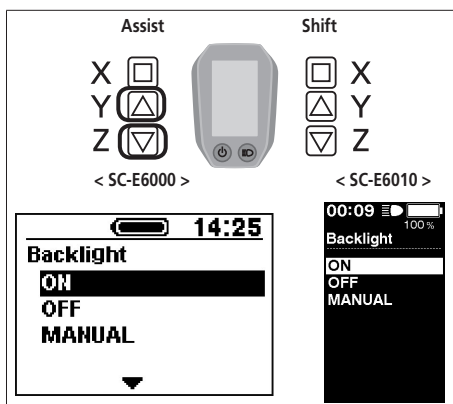 Assist Shift
X X
Y Y
Z Z
< SC-E6000 > < SC-E6010 >
14:25
Backlight
ON
OFF
MANUAL
00:09
100%
Backlight
ON
OFF
MANUAL